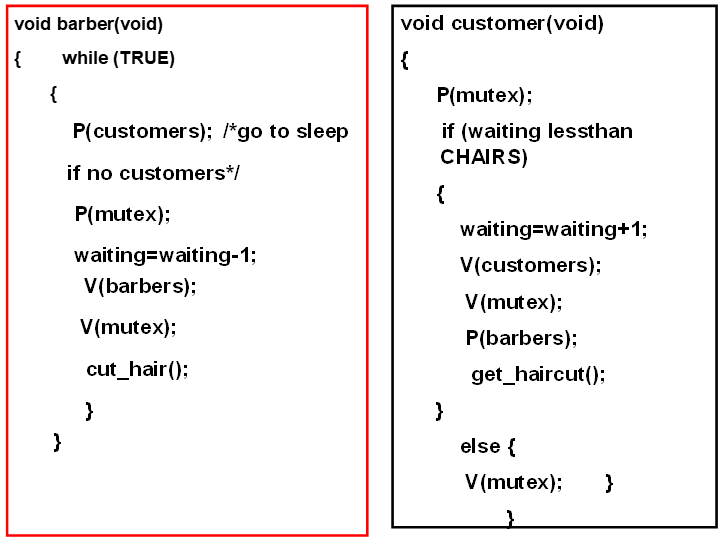 void barber(void)
{ while (TRUE)
{
P(customers); /*go to sleep
if no customers*/
P(mutex);
waiting=waiting-1;
V(barbers);
V(mutex);
cut_hair();
}
}
void customer(void)
{
P(mutex);
if (waiting lessthan
CHAIRS)
{
waiting=waiting+1;
V(customers);
V(mutex);
P(barbers);
get_haircut();
}
else {
V(mutex); }
}